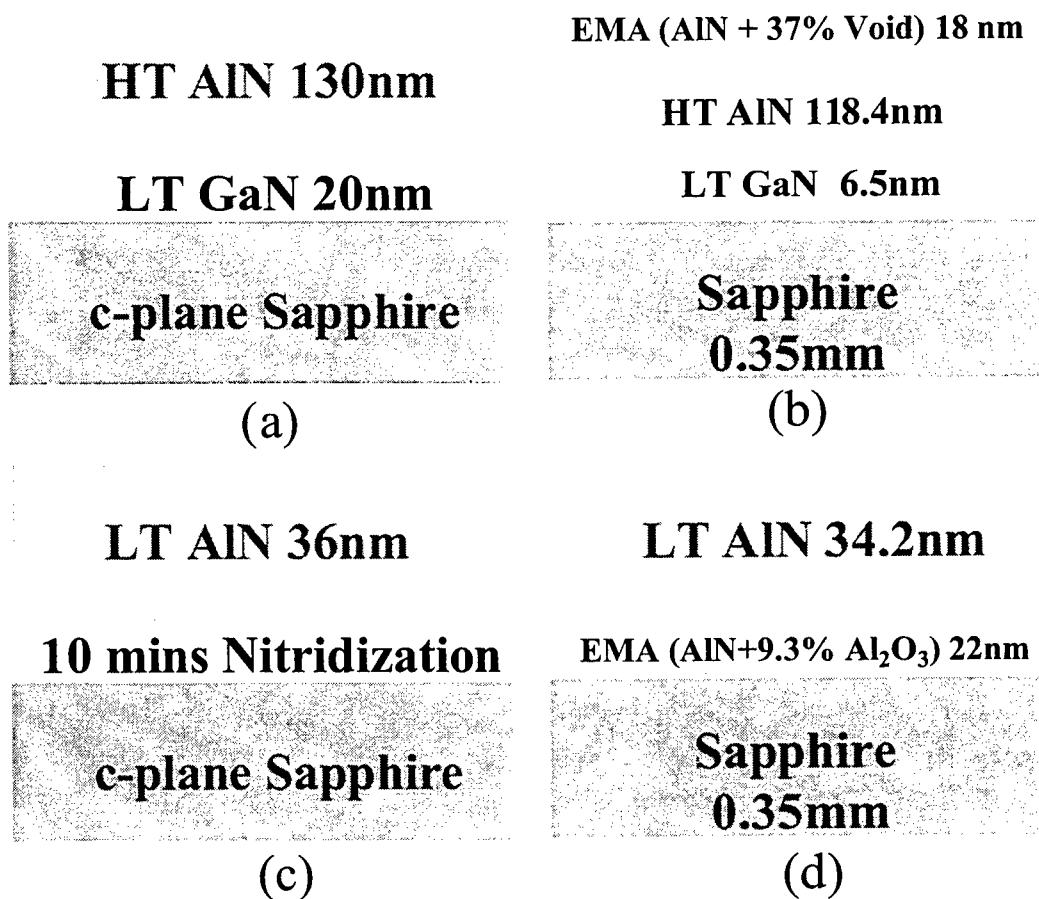 HT AlN 130nm
LT GaN 20nm
c-plane Sapphire
(a)
EMA (AlN + 37% Void) 18 nm
HT AlN 118.4nm
LT GaN 6.5nm
Sapphire
0.35mm
(b)
LT AlN 36nm
10 mins Nitridization
c-plane Sapphire
(c)
LT AlN 34.2nm
EMA (AlN+9.3% Al₂O₃) 22nm
Sapphire
0.35mm
(d)